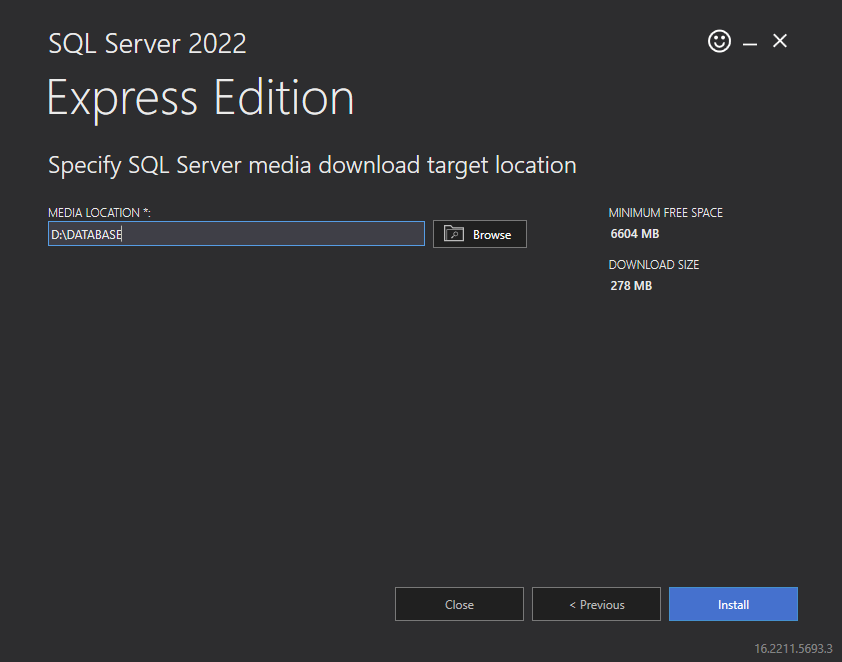 SQL Server 2022
Express Edition
Specify SQL Server media download target location
MEDIA LOCATION *:
D:\DATABASE
Browse
MINIMUM FREE SPACE
6604 MB
DOWNLOAD SIZE
278 MB
Close
< Previous
Install
16.2211.5693.3